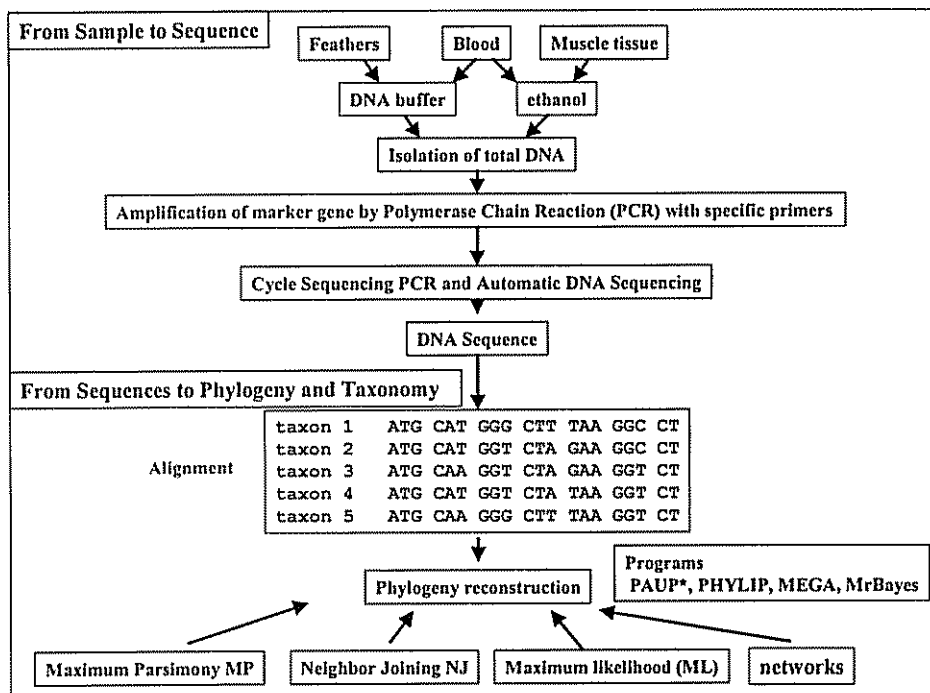 From Sample to Sequence
Feathers
Blood
Muscle tissue
DNA buffer
ethanol
Isolation of total DNA
Amplification of marker gene by Polymerase Chain Reaction (PCR) with specific primers
Cycle Sequencing PCR and Automatic DNA Sequencing
DNA Sequence
From Sequences to Phylogeny and Taxonomy
Alignment
taxon 1 ATG CAT GGG CTT TAA GGC CT
taxon 2 ATG CAT GGT CTA GAA GGC CT
taxon 3 ATG CAA GGT CTA GAA GGT CT
taxon 4 ATG CAT GGT CTA TAA GGT CT
taxon 5 ATG CAA GGG CTT TAA GGT CT
Phylogeny reconstruction
Programs
PAUP*, PHYLIP, MEGA, MrBayes
Maximum Parsimony MP
Neighbor Joining NJ
Maximum likelihood (ML)
networks